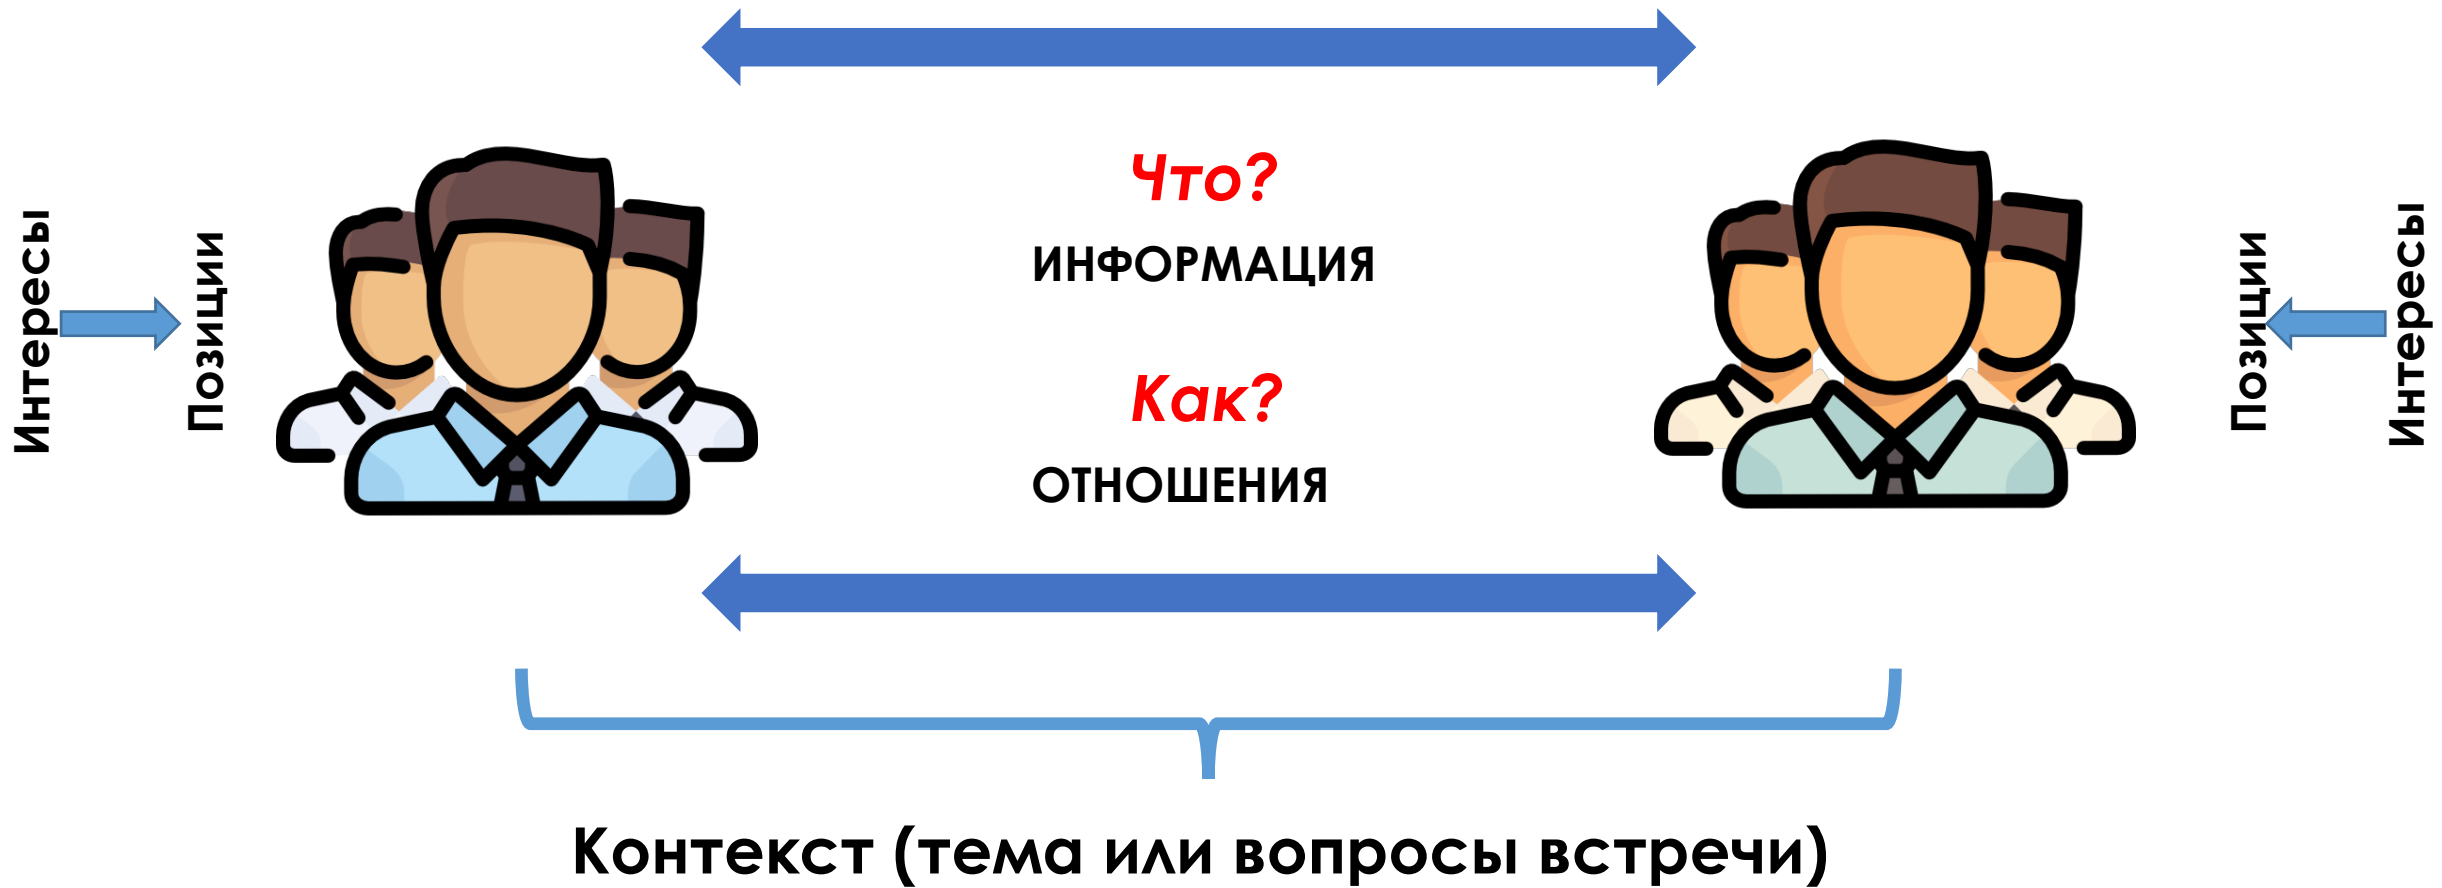 Интересы
Позиции
Что?
ИНФОРМАЦИЯ
Как?
ОТНОШЕНИЯ
Позиции
Интересы
Контекст (тема или вопросы встречи)